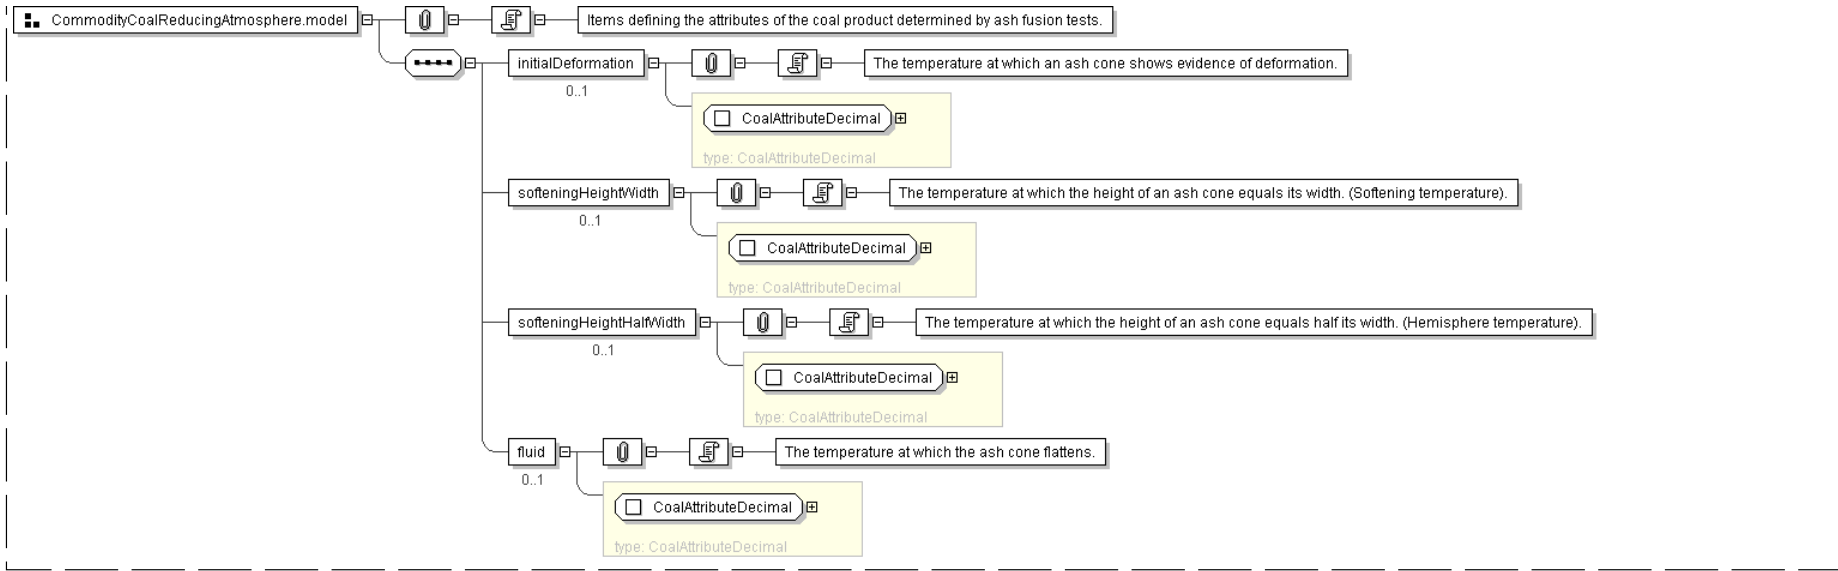 CommodityCoalReducingAtmosphere.model
Items defining the attributes of the coal product determined by ash fusion tests.
initialDeformation
The temperature at which an ash cone shows evidence of deformation.
0..1
CoalAttributeDecimal
type: CoalAttributeDecimal
softeningHeightWidth
The temperature at which the height of an ash cone equals its width. (Softening temperature).
0..1
CoalAttributeDecimal
type: CoalAttributeDecimal
softeningHeightHalfWidth
The temperature at which the height of an ash cone equals half its width. (Hemisphere temperature).
0..1
CoalAttributeDecimal
type: CoalAttributeDecimal
fluid
The temperature at which the ash cone flattens.
0..1
CoalAttributeDecimal
type: CoalAttributeDecimal